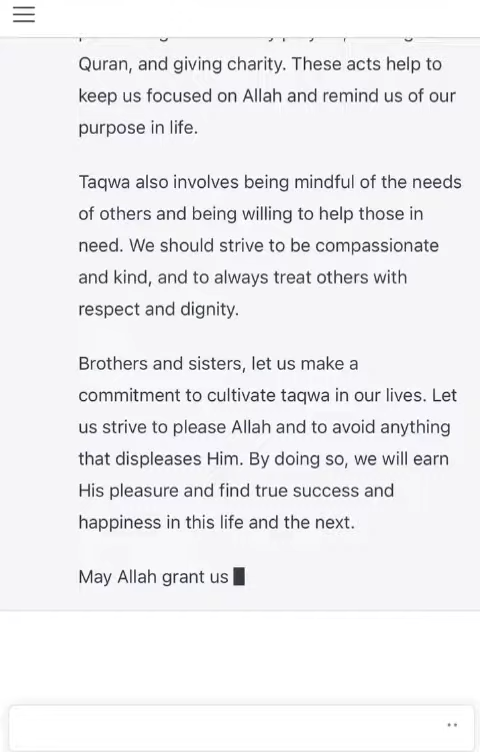 Quran, and giving charity. These acts help to
keep us focused on Allah and remind us of our
purpose in life.
Taqwa also involves being mindful of the needs
of others and being willing to help those in
need. We should strive to be compassionate
and kind, and to always treat others with
respect and dignity.
Brothers and sisters, let us make a
commitment to cultivate taqwa in our lives. Let
us strive to please Allah and to avoid anything
that displeases Him. By doing so, we will earn
His pleasure and find true success and
happiness in this life and the next.
May Allah grant us